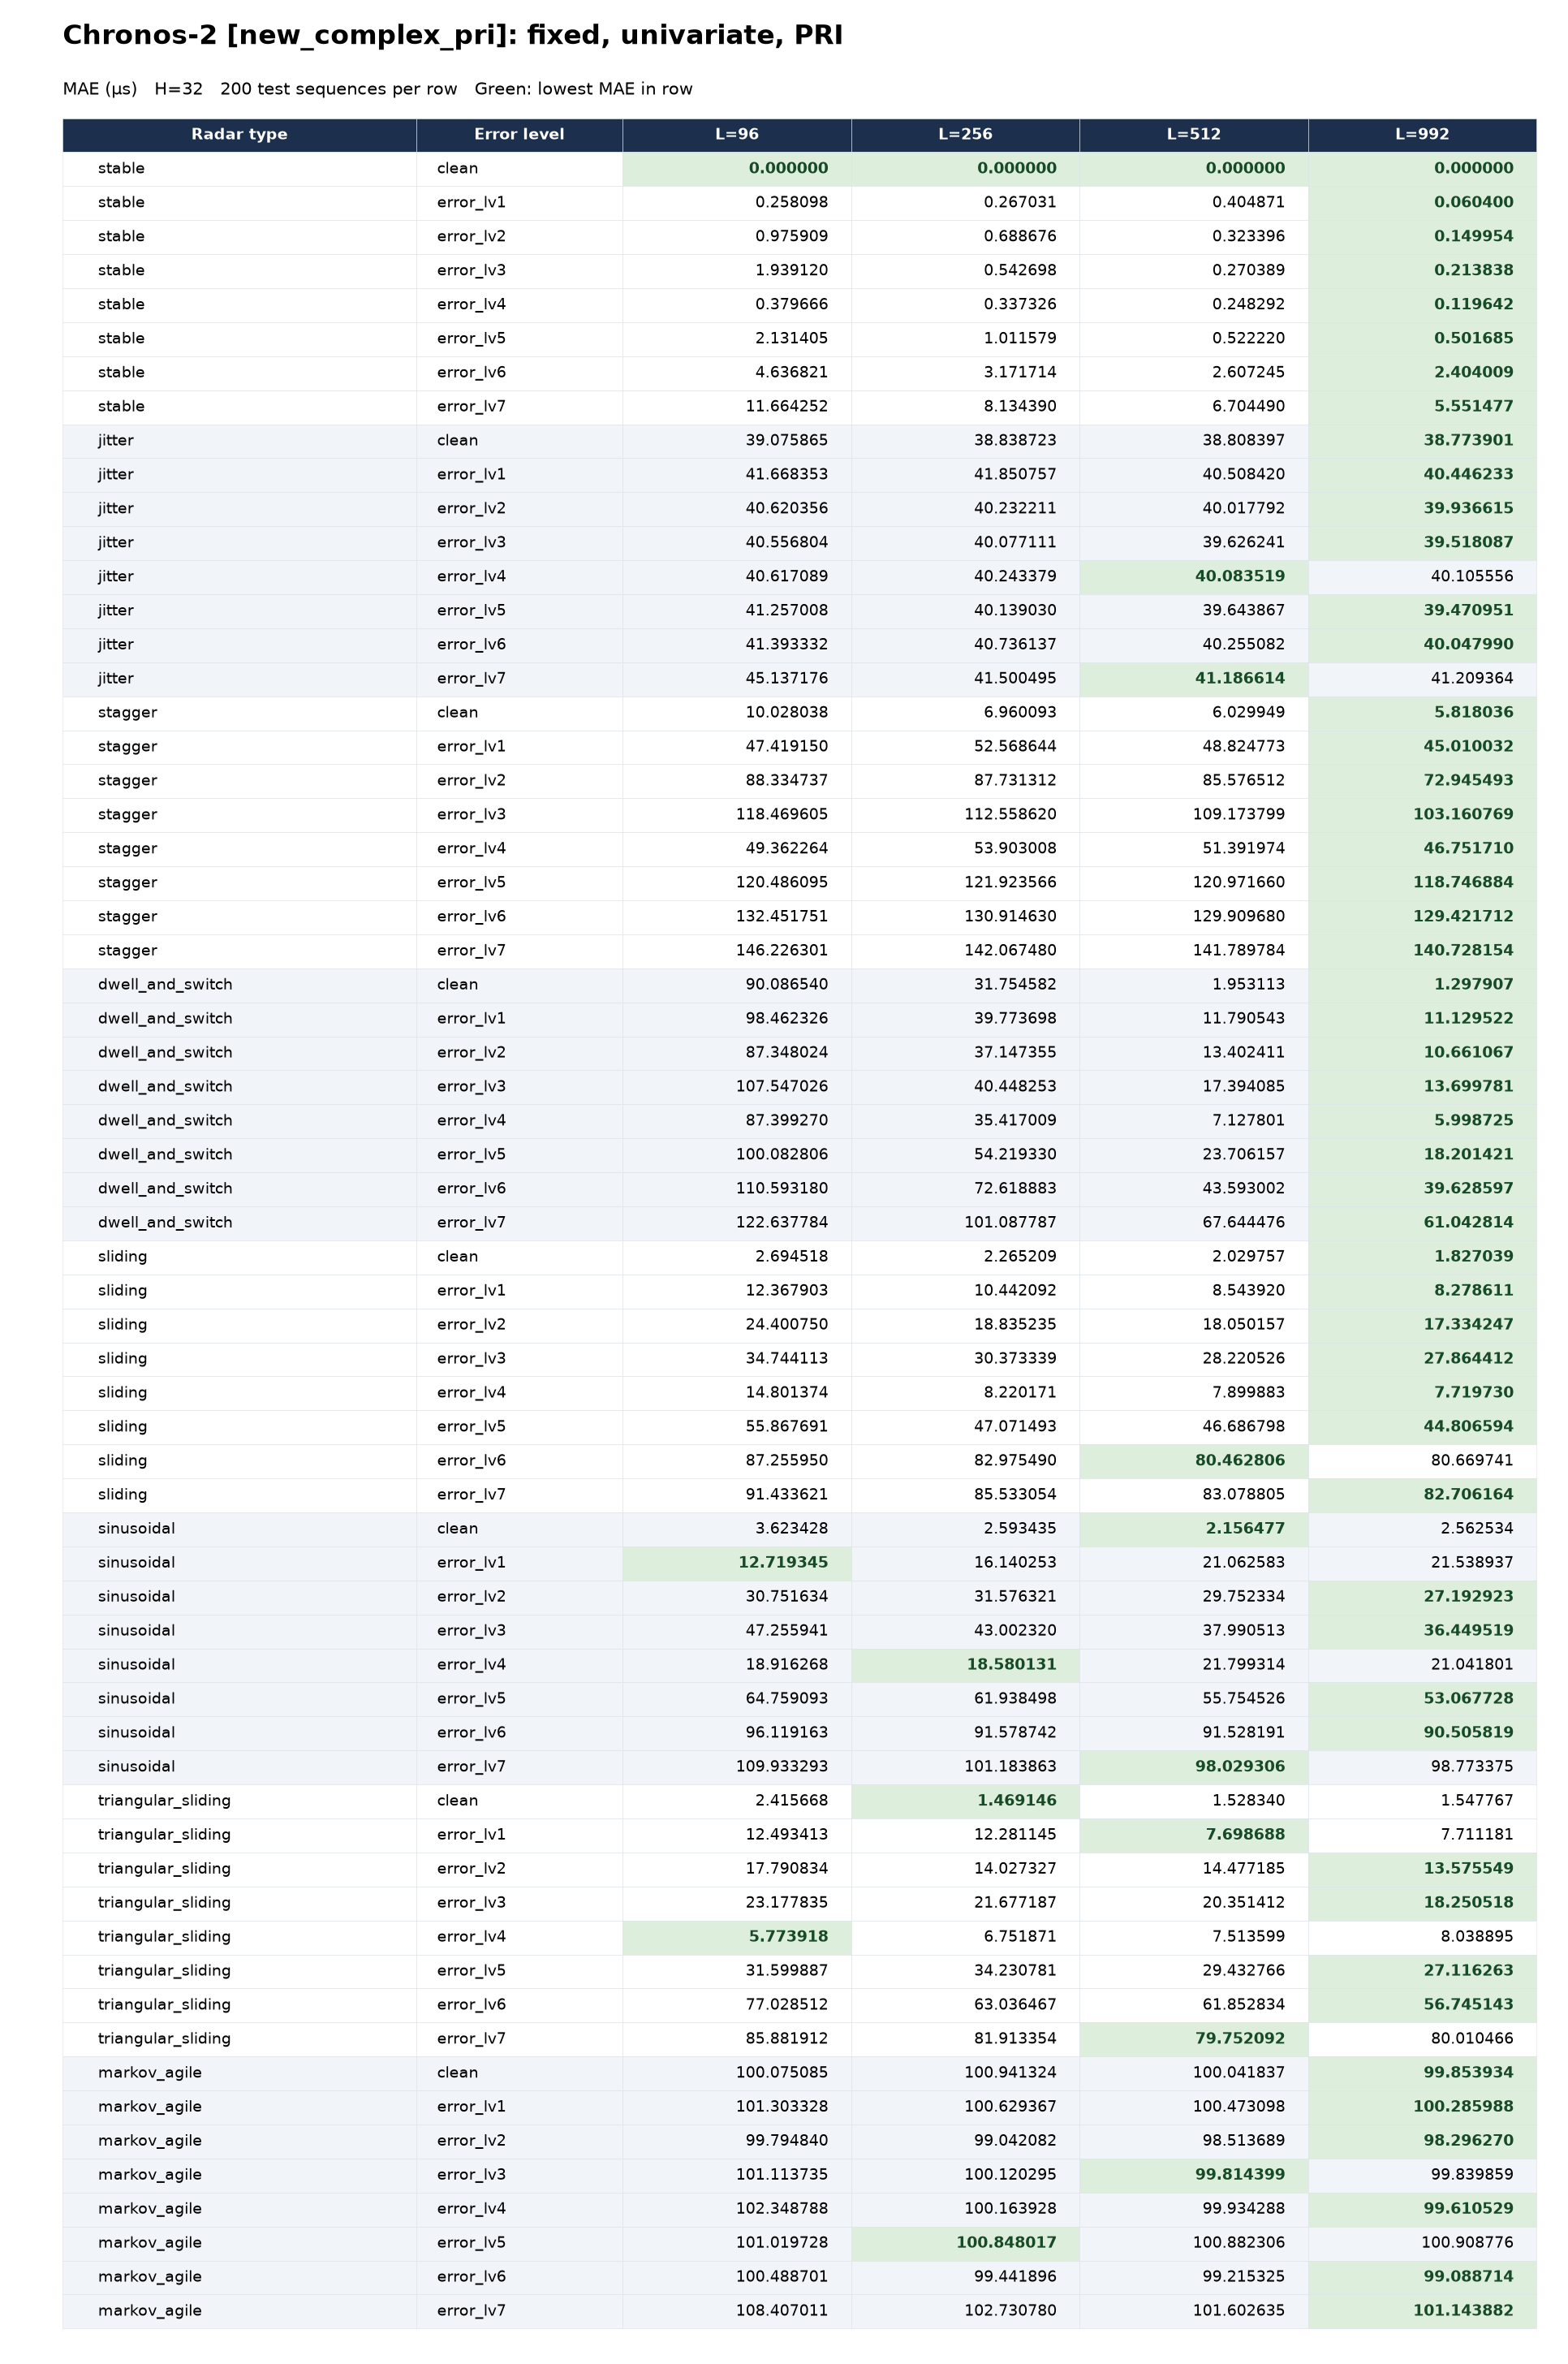 Chronos-2 [new_complex_pri]: fixed, univariate, PRI
MAE (μs) H=32 200 test sequences per row Green: lowest MAE in row
Radar type Error level L=96 L=256 L=512 L=992
stable clean 0.000000 0.000000 0.000000 0.000000
stable error_lv1 0.258098 0.267031 0.404871 0.060400
stable error_lv2 0.975909 0.688676 0.323396 0.149954
stable error_lv3 1.939120 0.542698 0.270389 0.213838
stable error_lv4 0.379666 0.337326 0.248292 0.119642
stable error_lv5 2.131405 1.011579 0.522220 0.501685
stable error_lv6 4.636821 3.171714 2.607245 2.404009
stable error_lv7 11.664252 8.134390 6.704490 5.551477
jitter clean 39.075865 38.838723 38.808397 38.773901
jitter error_lv1 41.668353 41.850757 40.508420 40.446233
jitter error_lv2 40.620356 40.232211 40.017792 39.936615
jitter error_lv3 40.556804 40.077111 39.626241 39.518087
jitter error_lv4 40.617089 40.243379 40.083519 40.105556
jitter error_lv5 41.257008 40.139030 39.643867 39.470951
jitter error_lv6 41.393332 40.736137 40.255082 40.047990
jitter error_lv7 45.137176 41.500495 41.186614 41.209364
stagger clean 10.028038 6.960093 6.029949 5.818036
stagger error_lv1 47.419150 52.568644 48.824773 45.010032
stagger error_lv2 88.334737 87.731312 85.576512 72.945493
stagger error_lv3 118.469605 112.558620 109.173799 103.160769
stagger error_lv4 49.362264 53.903008 51.391974 46.751710
stagger error_lv5 120.486095 121.923566 120.971660 118.746884
stagger error_lv6 132.451751 130.914630 129.909680 129.421712
stagger error_lv7 146.226301 142.067480 141.789784 140.728154
dwell_and_switch clean 90.086540 31.754582 1.953113 1.297907
dwell_and_switch error_lv1 98.462326 39.773698 11.790543 11.129522
dwell_and_switch error_lv2 87.348024 37.147355 13.402411 10.661067
dwell_and_switch error_lv3 107.547026 40.448253 17.394085 13.699781
dwell_and_switch error_lv4 87.399270 35.417009 7.127801 5.998725
dwell_and_switch error_lv5 100.082806 54.219330 23.706157 18.201421
dwell_and_switch error_lv6 110.593180 72.618883 43.593002 39.628597
dwell_and_switch error_lv7 122.637784 101.087787 67.644476 61.042814
sliding clean 2.694518 2.265209 2.029757 1.827039
sliding error_lv1 12.367903 10.442092 8.543920 8.278611
sliding error_lv2 24.400750 18.835235 18.050157 17.334247
sliding error_lv3 34.744113 30.373339 28.220526 27.864412
sliding error_lv4 14.801374 8.220171 7.899883 7.719730
sliding error_lv5 55.867691 47.071493 46.686798 44.806594
sliding error_lv6 87.255950 82.975490 80.462806 80.669741
sliding error_lv7 91.433621 85.533054 83.078805 82.706164
sinusoidal clean 3.623428 2.593435 2.156477 2.562534
sinusoidal error_lv1 12.719345 16.140253 21.062583 21.538937
sinusoidal error_lv2 30.751634 31.576321 29.752334 27.192923
sinusoidal error_lv3 47.255941 43.002320 37.990513 36.449519
sinusoidal error_lv4 18.916268 18.580131 21.799314 21.041801
sinusoidal error_lv5 64.759093 61.938498 55.754526 53.067728
sinusoidal error_lv6 96.119163 91.578742 91.528191 90.505819
sinusoidal error_lv7 109.933293 101.183863 98.029306 98.773375
triangular_sliding clean 2.415668 1.469146 1.528340 1.547767
triangular_sliding error_lv1 12.493413 12.281145 7.698688 7.711181
triangular_sliding error_lv2 17.790834 14.027327 14.477185 13.575549
triangular_sliding error_lv3 23.177835 21.677187 20.351412 18.250518
triangular_sliding error_lv4 5.773918 6.751871 7.513599 8.038895
triangular_sliding error_lv5 31.599887 34.230781 29.432766 27.116263
triangular_sliding error_lv6 77.028512 63.036467 61.852834 56.745143
triangular_sliding error_lv7 85.881912 81.913354 79.752092 80.010466
markov_agile clean 100.075085 100.941324 100.041837 99.853934
markov_agile error_lv1 101.303328 100.629367 100.473098 100.285988
markov_agile error_lv2 99.794840 99.042082 98.513689 98.296270
markov_agile error_lv3 101.113735 100.120295 99.814399 99.839859
markov_agile error_lv4 102.348788 100.163928 99.934288 99.610529
markov_agile error_lv5 101.019728 100.848017 100.882306 100.908776
markov_agile error_lv6 100.488701 99.441896 99.215325 99.088714
markov_agile error_lv7 108.407011 102.730780 101.602635 101.143882